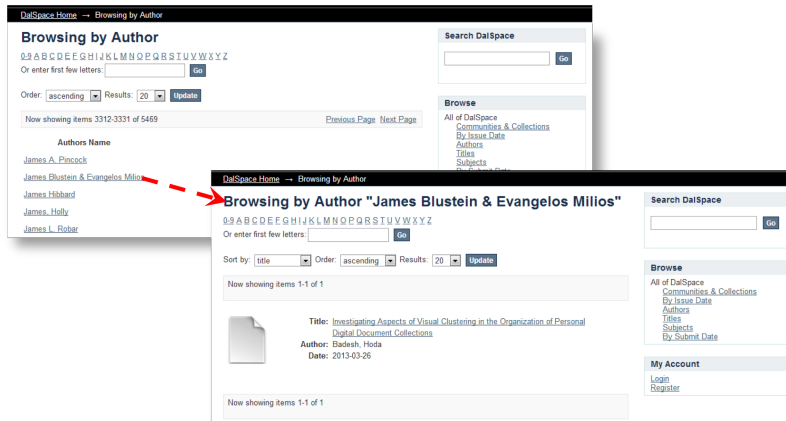 DalSpace Home → Browsing by Author
Browsing by Author
0-9 A B C D E F G H I J K L M N O P Q R S T U V W X Y Z
Or enter first few letters: Go
Order: ascending Results: 20 Update
Now showing items 3312-3331 of 5469 Previous Page Next Page
Authors Name
James A. Pincock
James Blustein & Evangelos Milios
James Hibbard
James, Holly
James L. Robar
Search DalSpace
Go
Browse
All of DalSpace
Communities & Collections
By Issue Date
Authors
Titles
Subjects
By Submit Date
DalSpace Home → Browsing by Author
Browsing by Author "James Blustein & Evangelos Milios"
0-9 A B C D E F G H I J K L M N O P Q R S T U V W X Y Z
Or enter first few letters: Go
Sort by: title Order: ascending Results: 20 Update
Now showing items 1-1 of 1
Title: Investigating Aspects of Visual Clustering in the Organization of Personal
Digital Document Collections
Author: Badesh, Hoda
Date: 2013-03-26
Now showing items 1-1 of 1
Search DalSpace
Go
Browse
All of DalSpace
Communities & Collections
By Issue Date
Authors
Titles
Subjects
By Submit Date
My Account
Login
Register